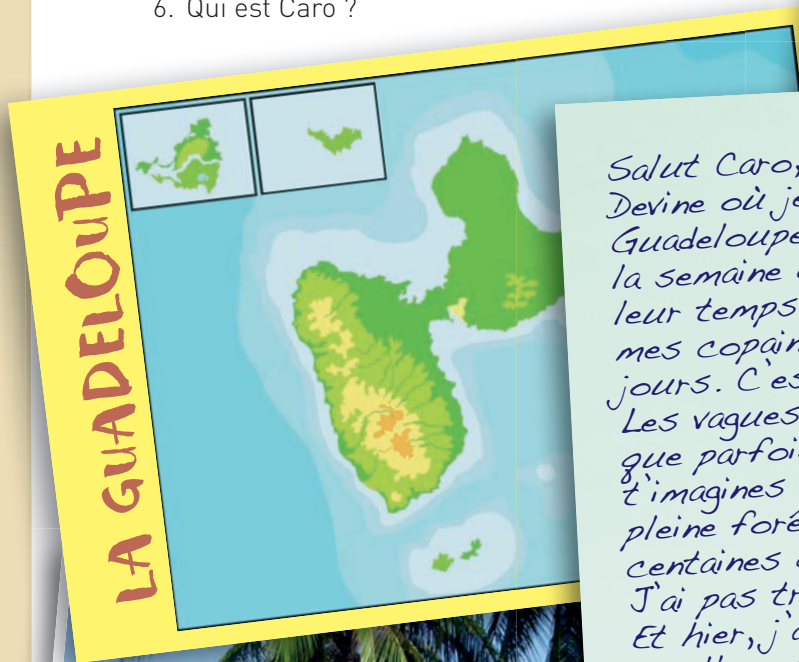 6. Qui est Caro ?
LA GUADELOUPE
Salut Caro,
Devine où je
Guadeloupe
la semaine
leur temps
mes copain
jours. C'es
Les vagues
que parfoi
t'imagines
pleine foré
centaines
J'ai pas tr
Et hier, j'a